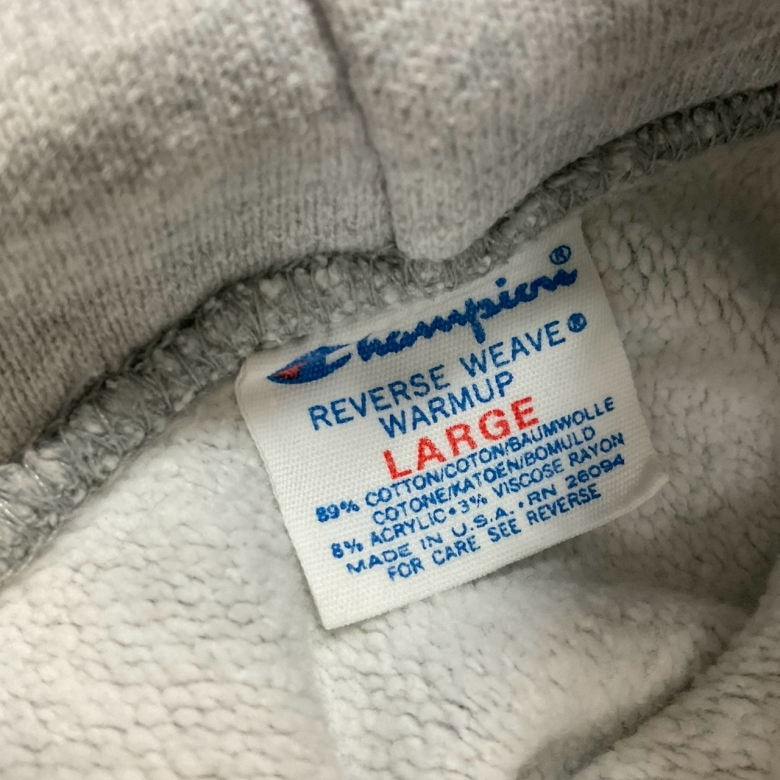 Champion®
REVERSE WEAVE®
WARMUP
LARGE
89% COTTON/COTON/BAUMWOLLE
COTONE/KATOEN/BOMULD
8% ACRYLIC•3% VISCOSE RAYON
MADE IN U.S.A.•RN 26094
FOR CARE SEE REVERSE